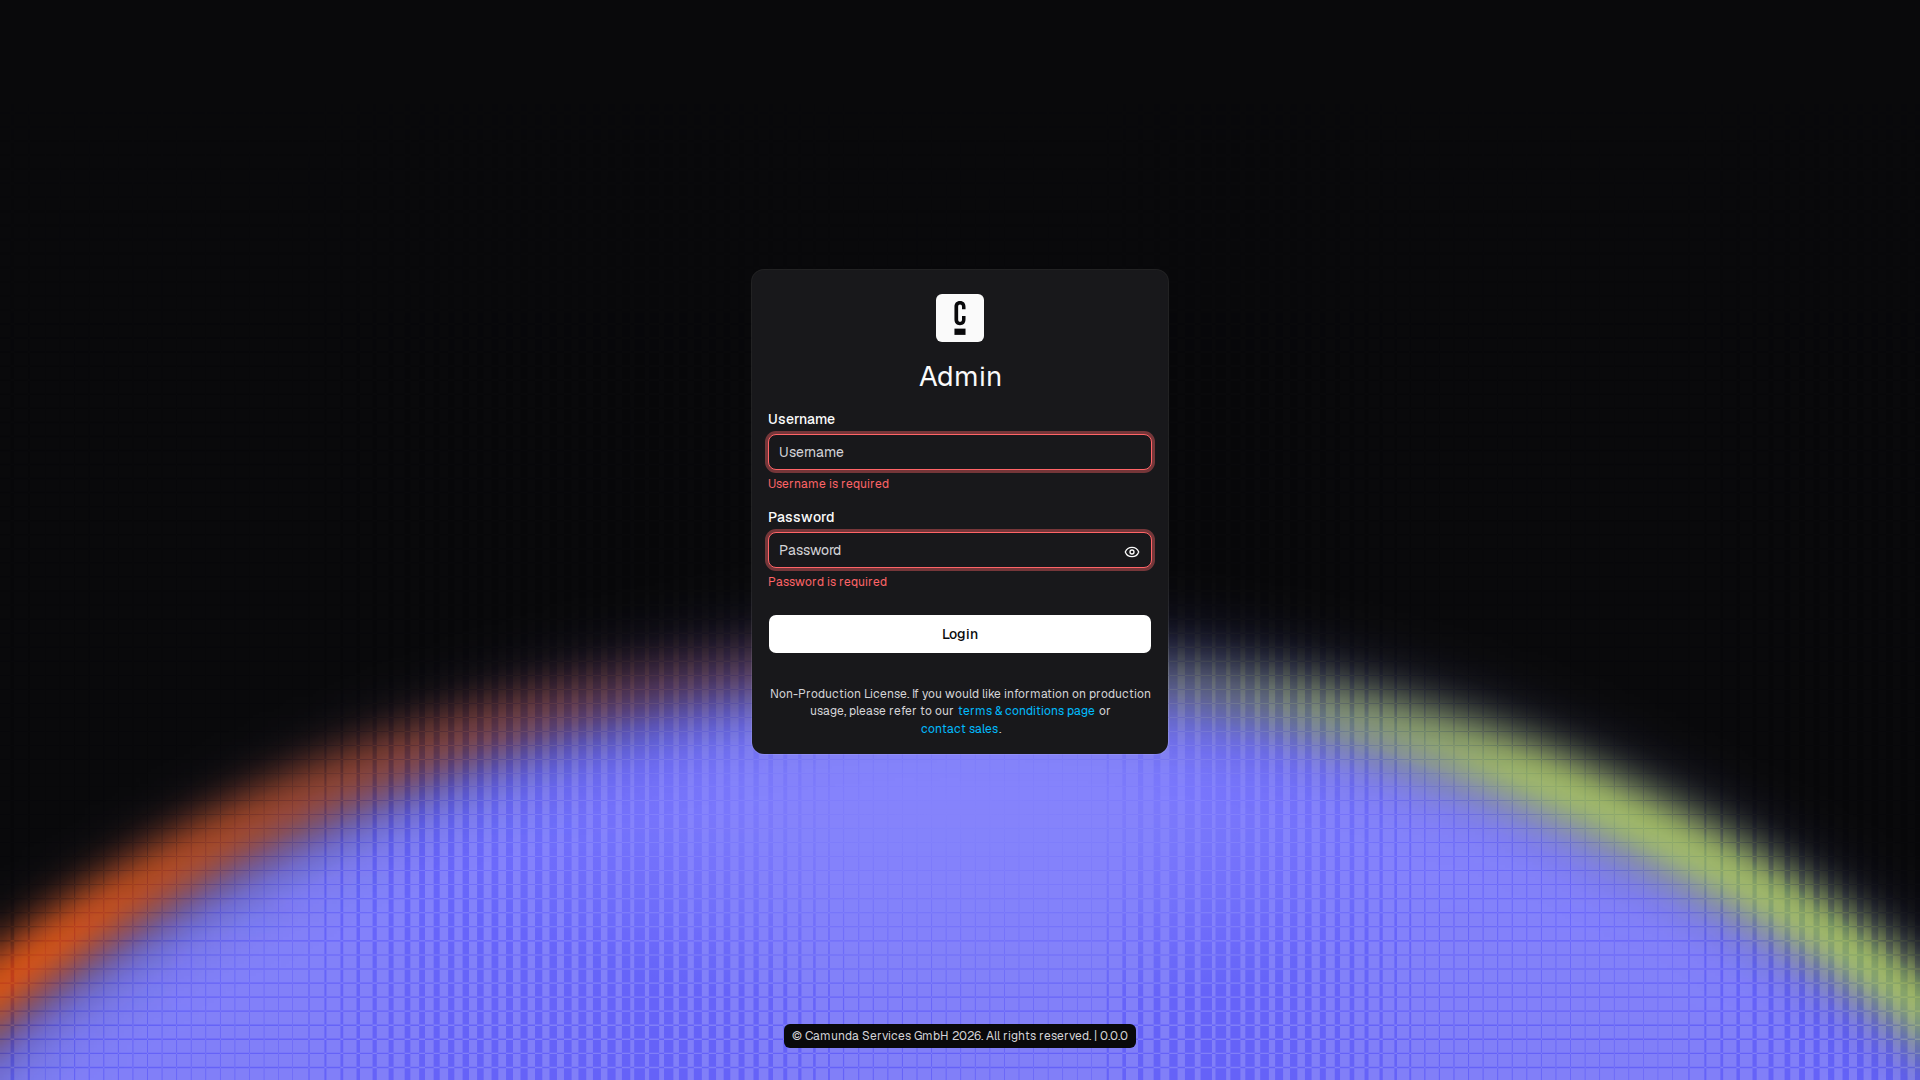 C
Admin
Username
Username
Username is required
Password
Password
Password is required
Login
Non-Production License. If you would like information on production
usage, please refer to our terms & conditions page or
contact sales.
© Camunda Services GmbH 2026. All rights reserved. | 0.0.0